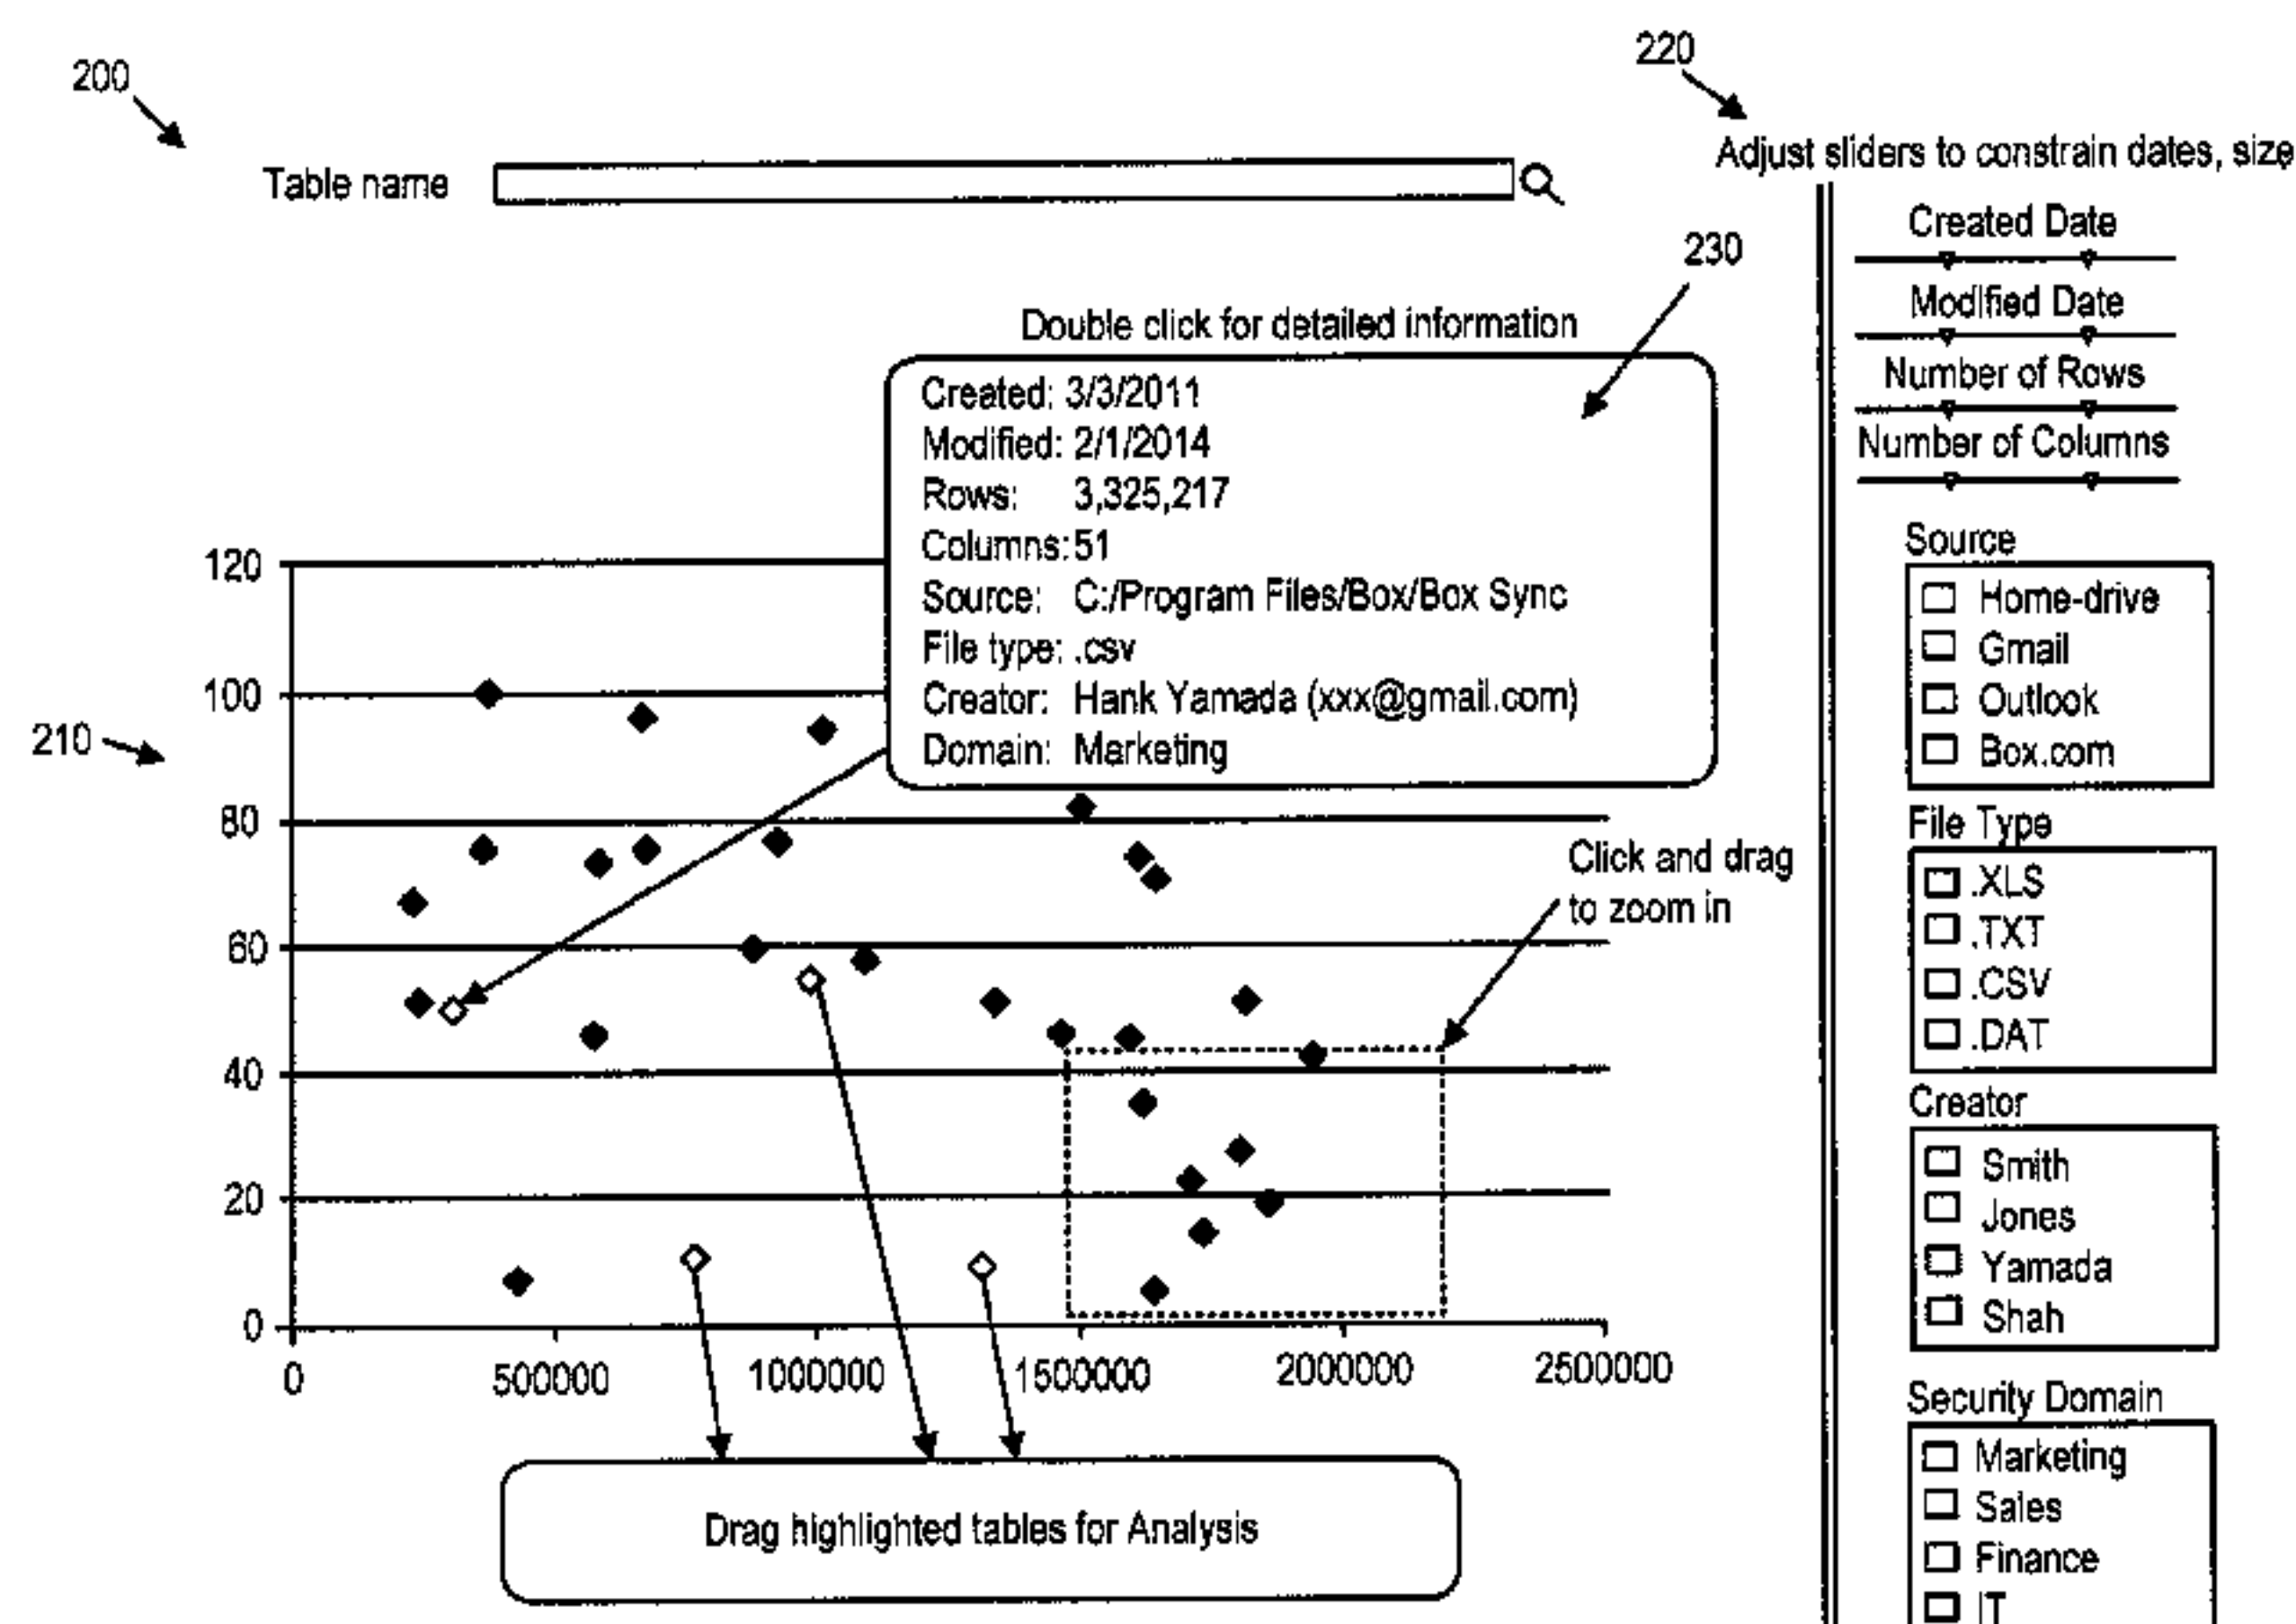 200
220
Adjust sliders to constrain dates, size
Table name
Created Date
230
Modified Date
Double click for detailed information
Number of Rows
Number of Columns
Created: 3/3/2011
Modified: 2/1/2014
Rows: 3,325,217
Columns: 51
Source: C:/Program Files/Box/Box Sync
File type: .csv
Creator: Hank Yamada (xxx@gmail.com)
Domain: Marketing
210
120
100
80
60
40
20
0
0
500000
1000000
1500000
2000000
2500000
Click and drag
to zoom in
Drag highlighted tables for Analysis
Source
Home-drive
Gmail
Outlook
Box.com
File Type
.XLS
.TXT
.CSV
.DAT
Creator
Smith
Jones
Yamada
Shah
Security Domain
Marketing
Sales
Finance
IT